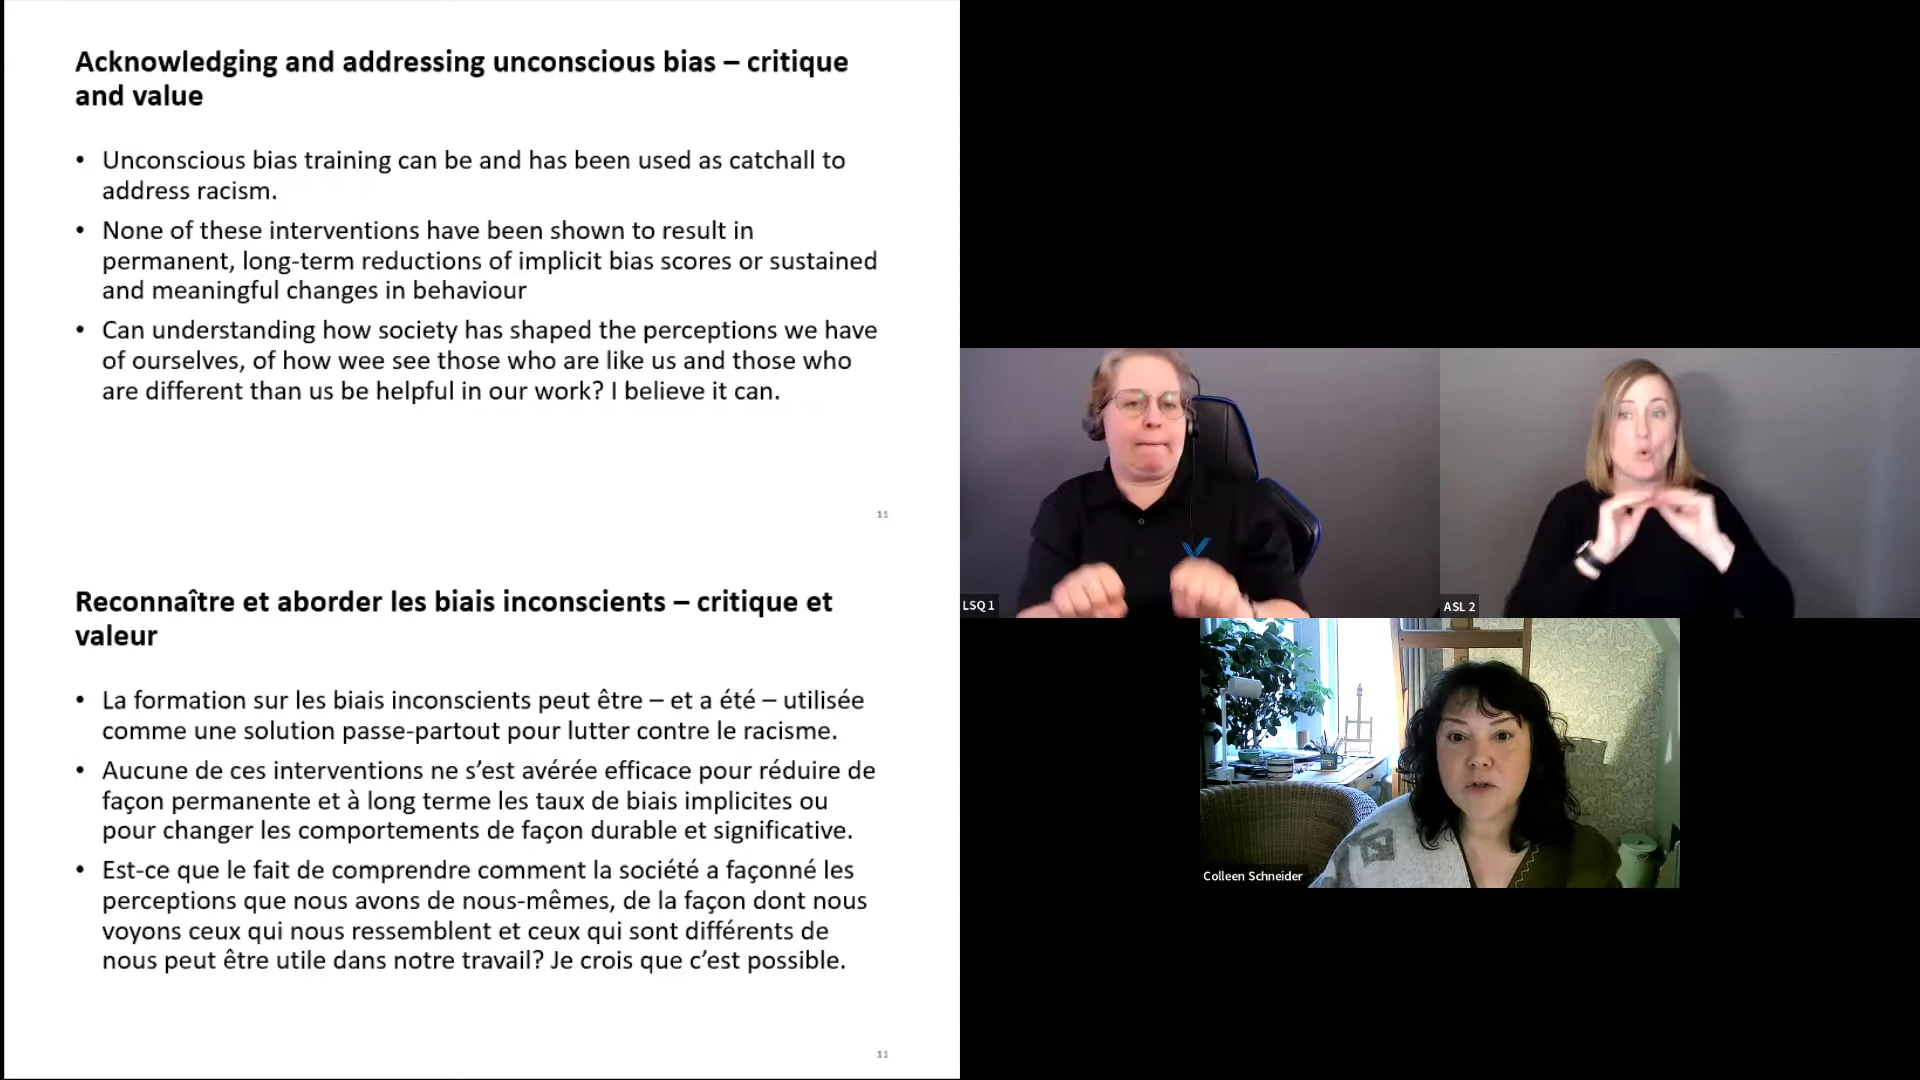 Acknowledging and addressing unconscious bias – critique
and value
• Unconscious bias training can be and has been used as catchall to
address racism.
• None of these interventions have been shown to result in
permanent, long-term reductions of implicit bias scores or sustained
and meaningful changes in behaviour
• Can understanding how society has shaped the perceptions we have
of ourselves, of how wee see those who are like us and those who
are different than us be helpful in our work? I believe it can.
11
Reconnaître et aborder les biais inconscients – critique et
valeur
• La formation sur les biais inconscients peut être – et a été – utilisée
comme une solution passe-partout pour lutter contre le racisme.
• Aucune de ces interventions ne s’est avérée efficace pour réduire de
façon permanente et à long terme les taux de biais implicites ou
pour changer les comportements de façon durable et significative.
• Est-ce que le fait de comprendre comment la société a façonné les
perceptions que nous avons de nous-mêmes, de la façon dont nous
voyons ceux qui nous ressemblent et ceux qui sont différents de
nous peut être utile dans notre travail? Je crois que c’est possible.
11
LSQ 1
ASL 2
Colleen Schneider